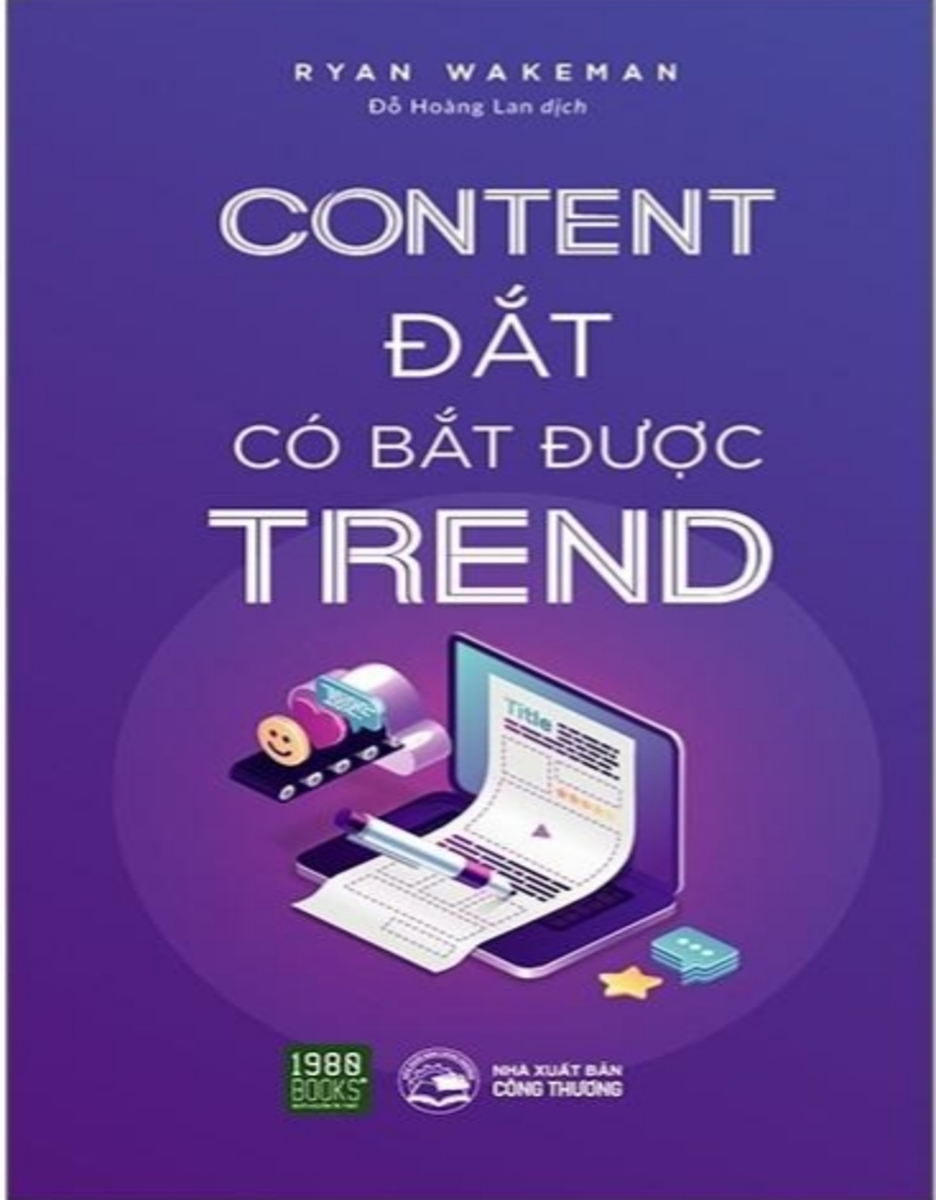 RYAN WAKEMAN
Đỗ Hoàng Lan dịch
CONTENT
ĐẮT
CÓ BẮT ĐƯỢC
TREND
Title
1980
BOOKS
NHÀ XUẤT BẢN
CÔNG THƯƠNG